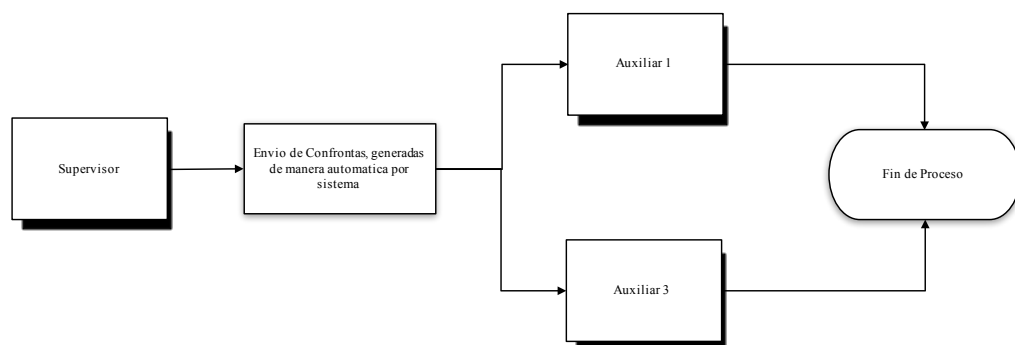 Auxiliar 1
Supervisor
Envio de Confrontas, generadas
de manera automatica por
sistema
Fin de Proceso
Auxiliar 3